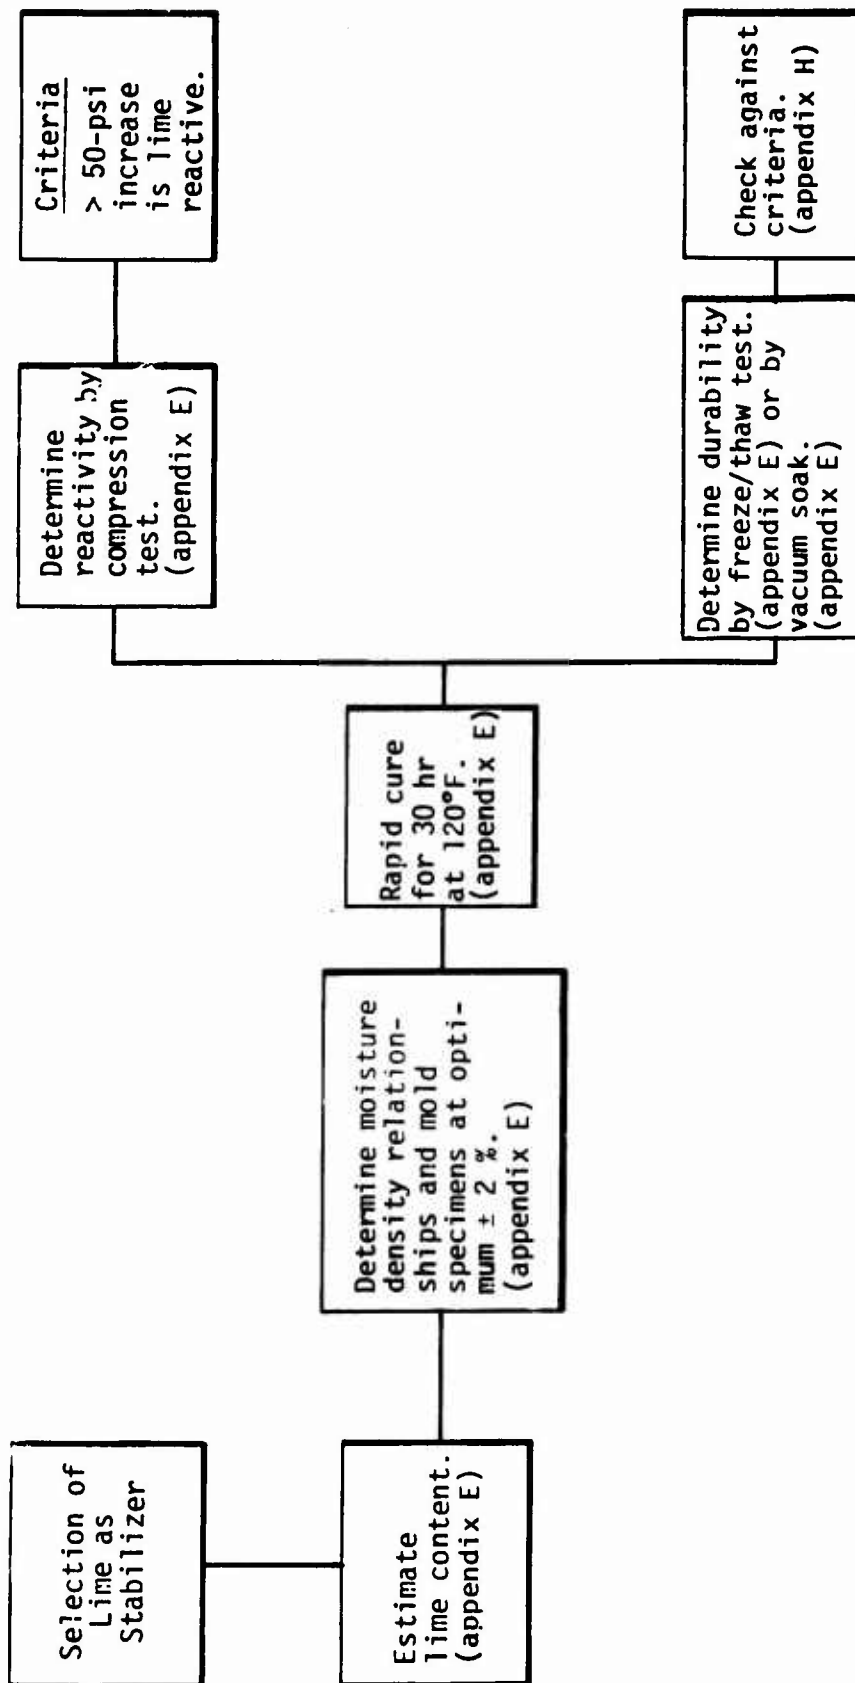 Selection of
Lime as
Stabilizer
Estimate
lime content.
(appendix E)
Determine moisture
density relation-
ships and mold
specimens at opti-
mum ± 2 %.
(appendix E)
Rapid cure
for 30 hr
at 120°F.
(appendix E)
Determine
reactivity by
compression
test.
(appendix E)
Criteria
> 50-psi
increase
is lime
reactive.
Determine durability
by freeze/thaw test.
(appendix E) or by
vacuum soak.
(appendix E)
Check against
criteria.
(appendix H)